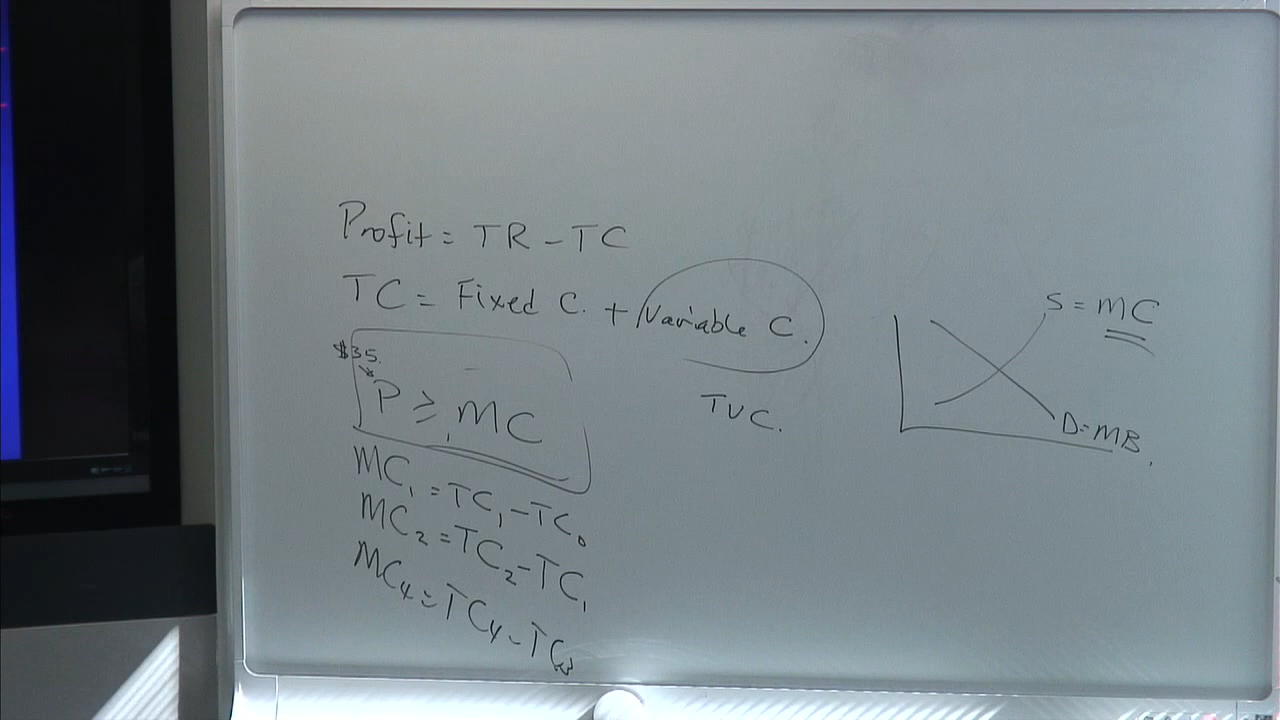 Profit = TR - TC
TC = Fixed C. + Variable C.
TVC.
$35.
P ≥ MC
MC₁ = TC₁ - TC₀
MC₂ = TC₂ - TC₁
MC₄ = TC₄ - TC₃
S = MC
D = MB.